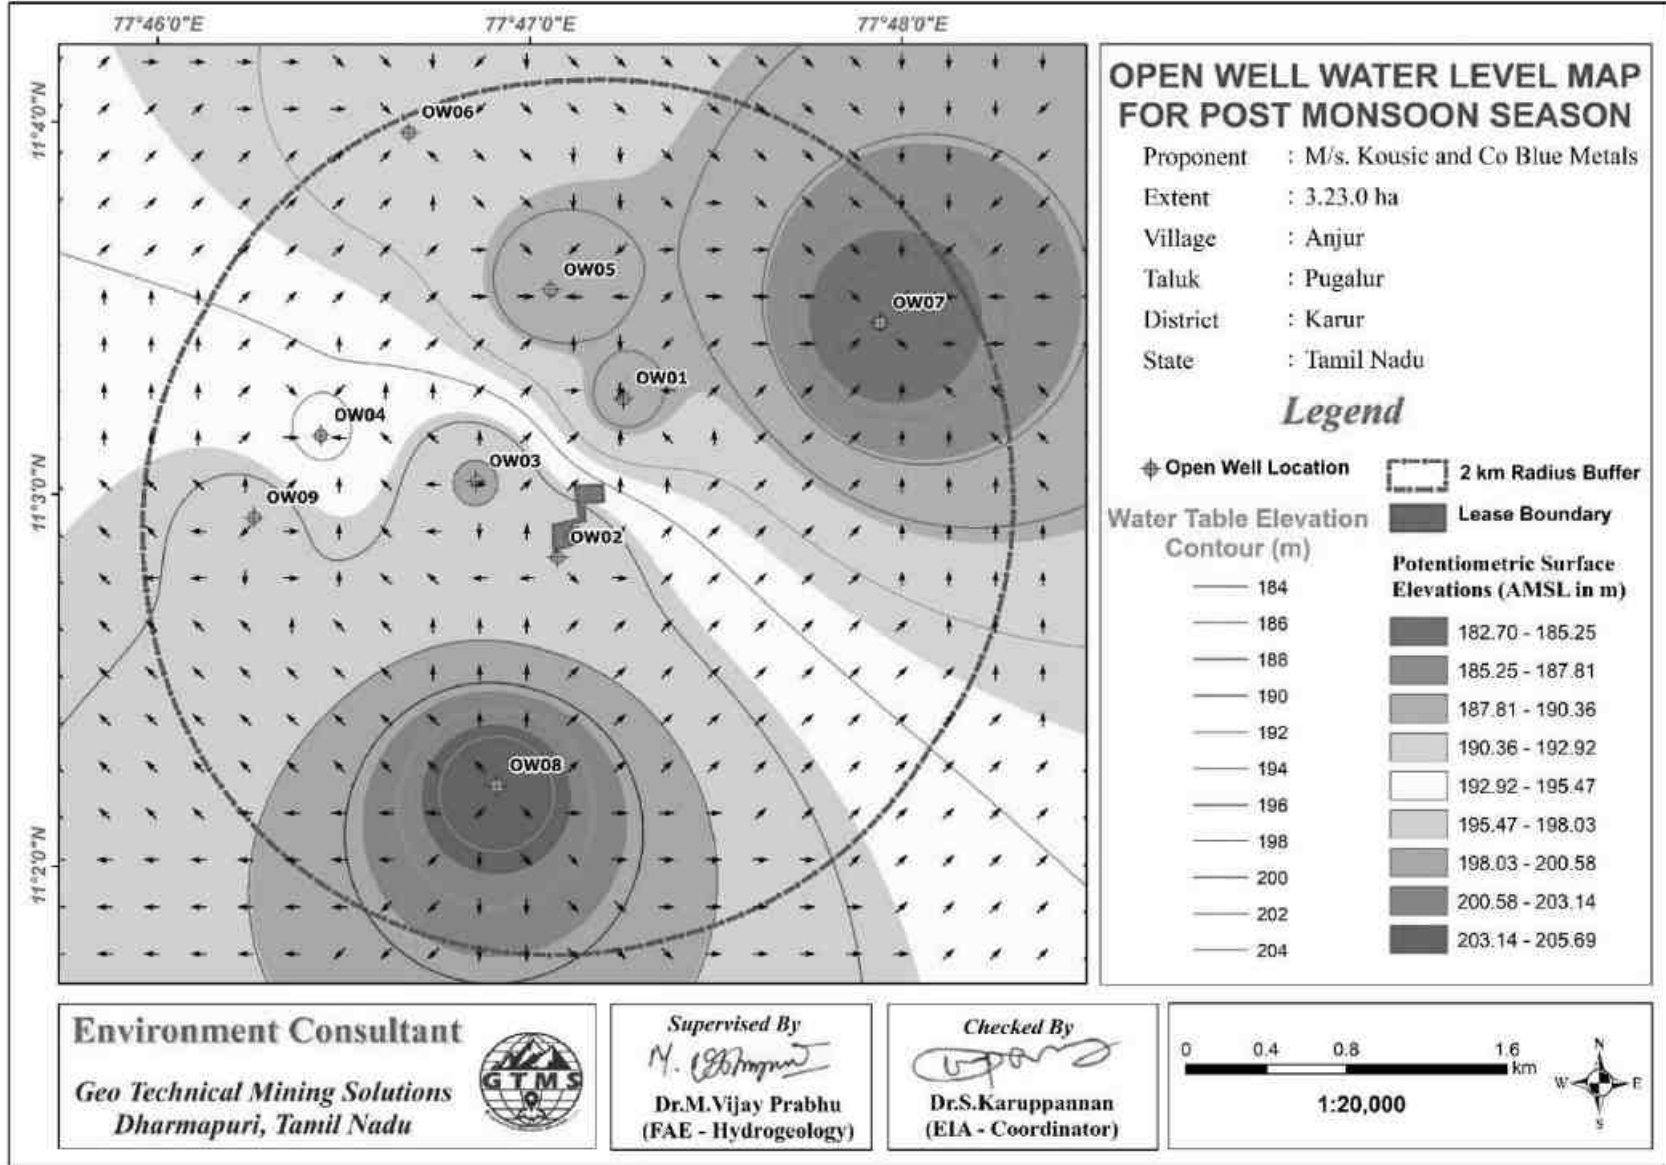 77°46'0"E
77°47'0"E
77°48'0"E
11°4'0"N
11°3'0"N
11°2'0"N
OW06
OW05
OW07
OW01
OW04
OW03
OW09
OW02
OW08
OPEN WELL WATER LEVEL MAP
FOR POST MONSOON SEASON
Proponent : M/s. Kousic and Co Blue Metals
Extent : 3.23.0 ha
Village : Anjur
Taluk : Pugalur
District : Karur
State : Tamil Nadu
Legend
Open Well Location
2 km Radius Buffer
Lease Boundary
Water Table Elevation
Contour (m)
184
186
188
190
192
194
196
198
200
202
204
Potentiometric Surface
Elevations (AMSL in m)
182.70 - 185.25
185.25 - 187.81
187.81 - 190.36
190.36 - 192.92
192.92 - 195.47
195.47 - 198.03
198.03 - 200.58
200.58 - 203.14
203.14 - 205.69
Environment Consultant
Geo Technical Mining Solutions
Dharmapuri, Tamil Nadu
GTMS
Supervised By
Dr.M.Vijay Prabhu
(FAE - Hydrogeology)
Checked By
Dr.S.Karuppannan
(EIA - Coordinator)
0 0.4 0.8 1.6
km
1:20,000
N
W E
S